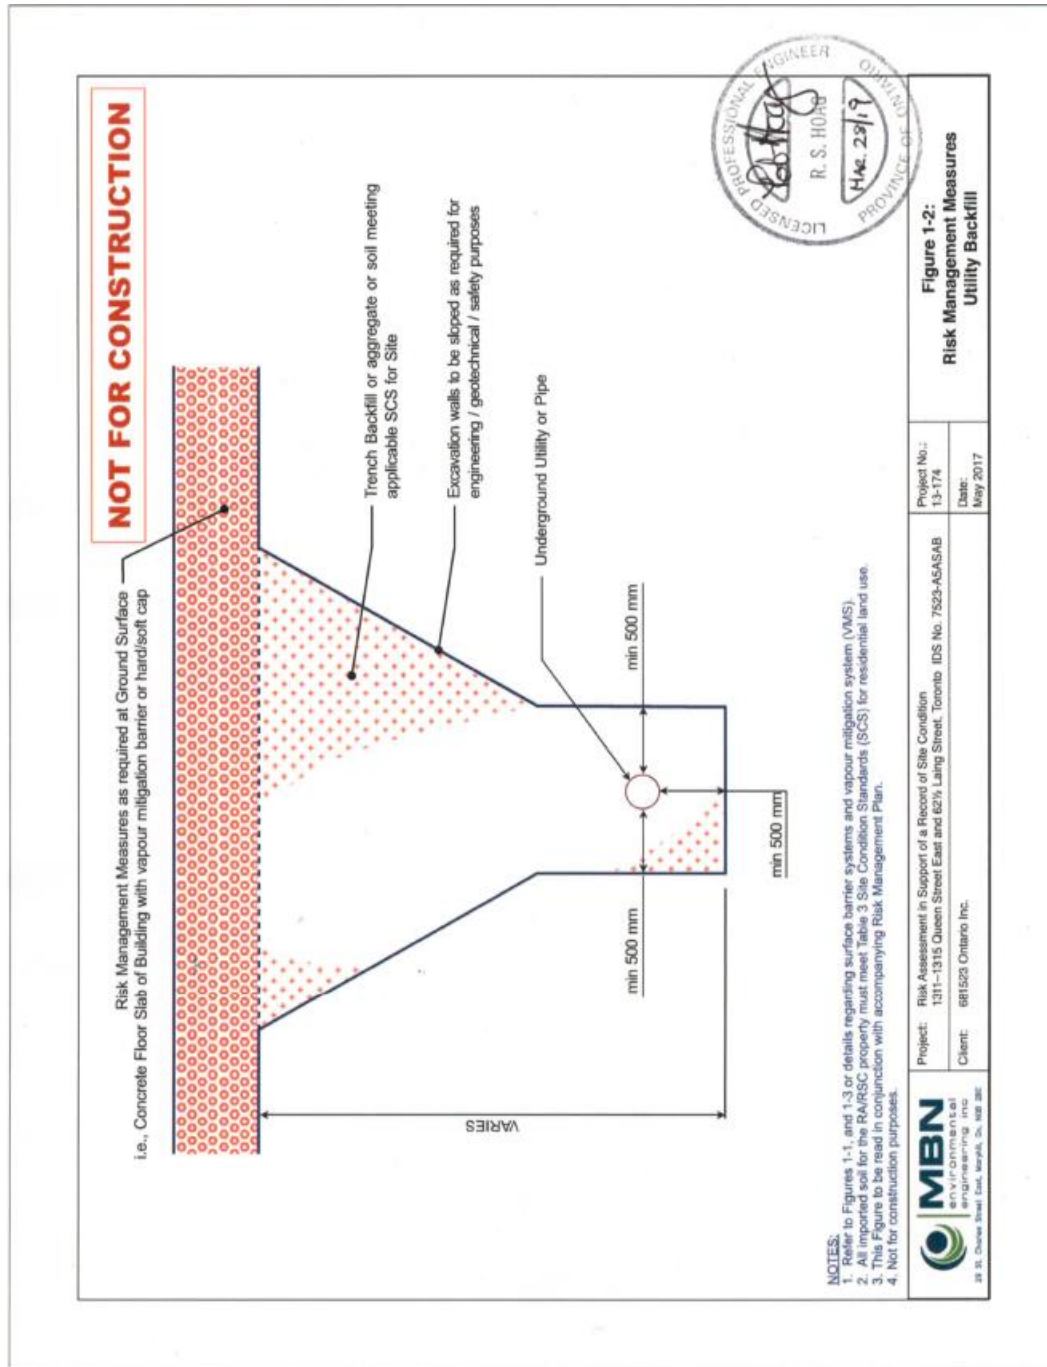 NOT FOR CONSTRUCTION
Risk Management Measures as required at Ground Surface
i.e., Concrete Floor Slab of Building with vapour mitigation barrier or hard/soft cap
Trench Backfill or aggregate or soil meeting
applicable SCS for Site
Excavation walls to be sloped as required for
engineering / geotechnical / safety purposes
Underground Utility or Pipe
VARIES
min 500 mm
min 500 mm
min 500 mm
NOTES:
1. Refer to Figures 1-1, and 1-3 or details regarding surface barrier systems and vapour mitigation system (VMS).
2. All imported soil for the RA/RSC property must meet Table 3 Site Condition Standards (SCS) for residential land use.
3. This Figure to be read in conjunction with accompanying Risk Management Plan.
4. Not for construction purposes.
LICENSED PROFESSIONAL ENGINEER
R. S. HOAG
MAR. 28/19
PROVINCE OF ONTARIO
MBN
environmental
engineering inc
Project: Risk Assessment in Support of a Record of Site Condition
1311–1315 Queen Street East and 62½ Laing Street, Toronto IDS No. 7523-A5ASAB
Client: 681523 Ontario Inc.
Project No.:
13-174
Date:
May 2017
Figure 1-2:
Risk Management Measures
Utility Backfill